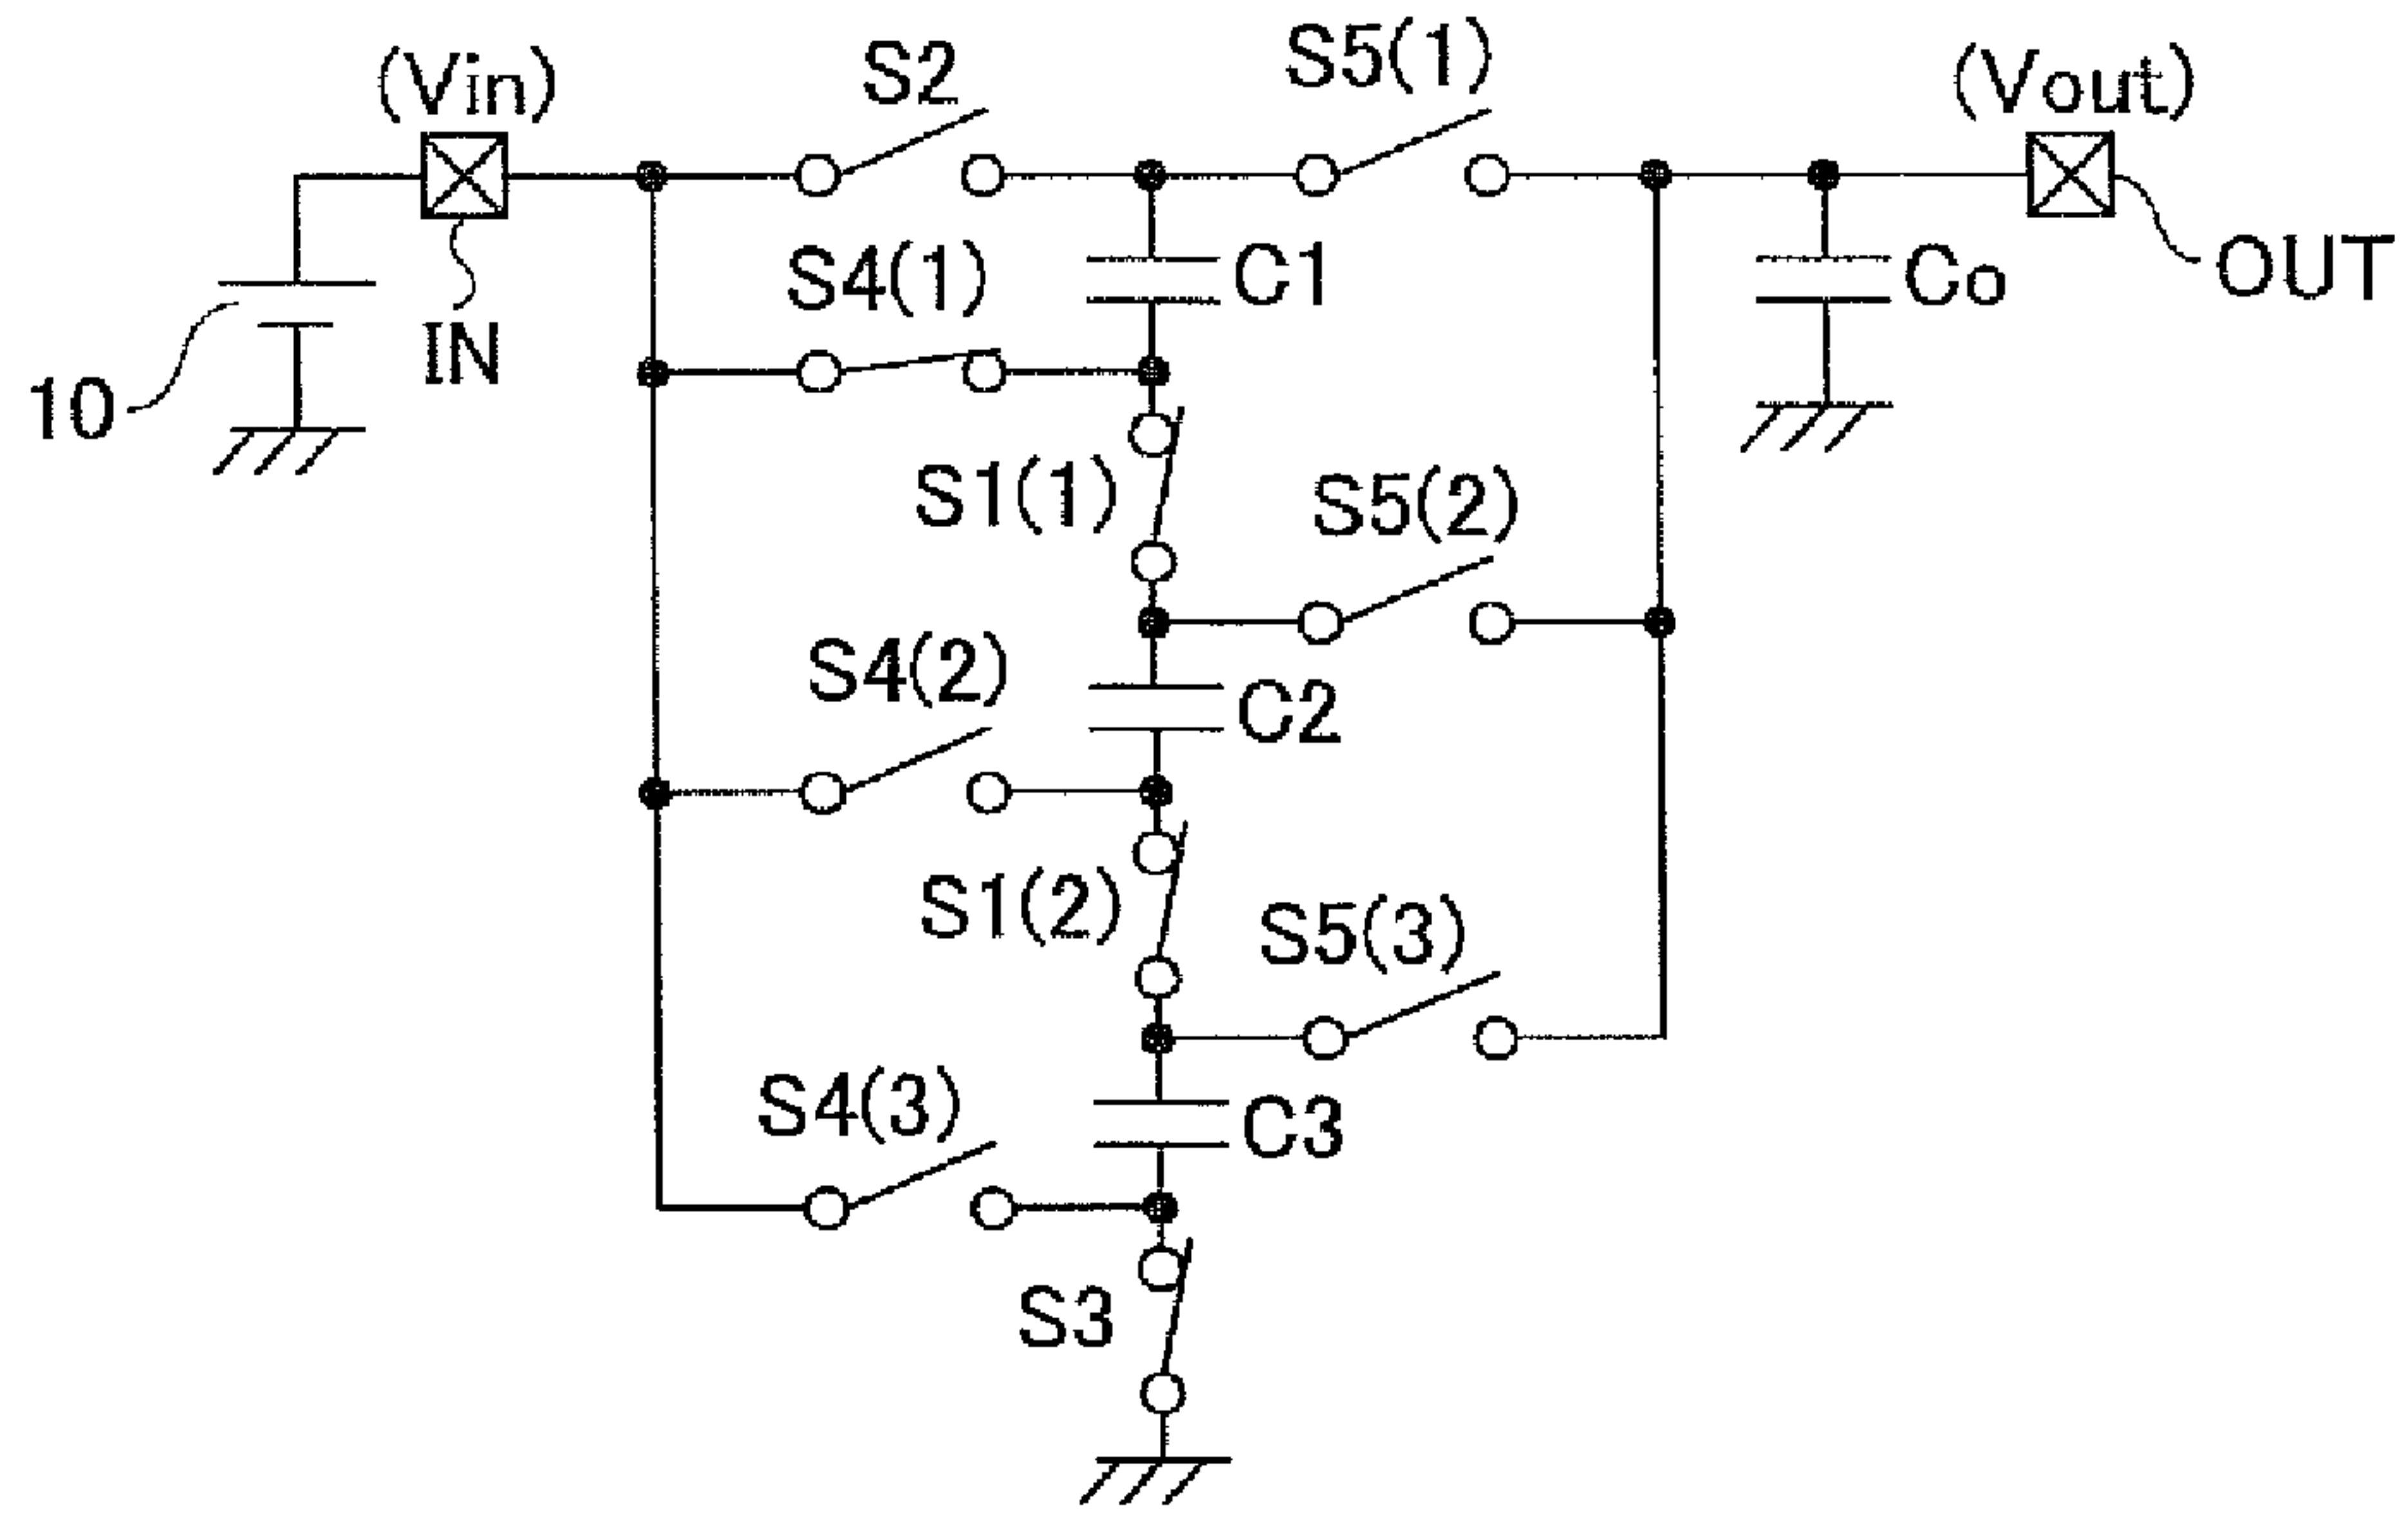 (Vin)
S2
S5(1)
(Vout)
S4(1)
C1
Co
OUT
10
IN
S1(1)
S5(2)
S4(2)
C2
S1(2)
S5(3)
S4(3)
C3
S3